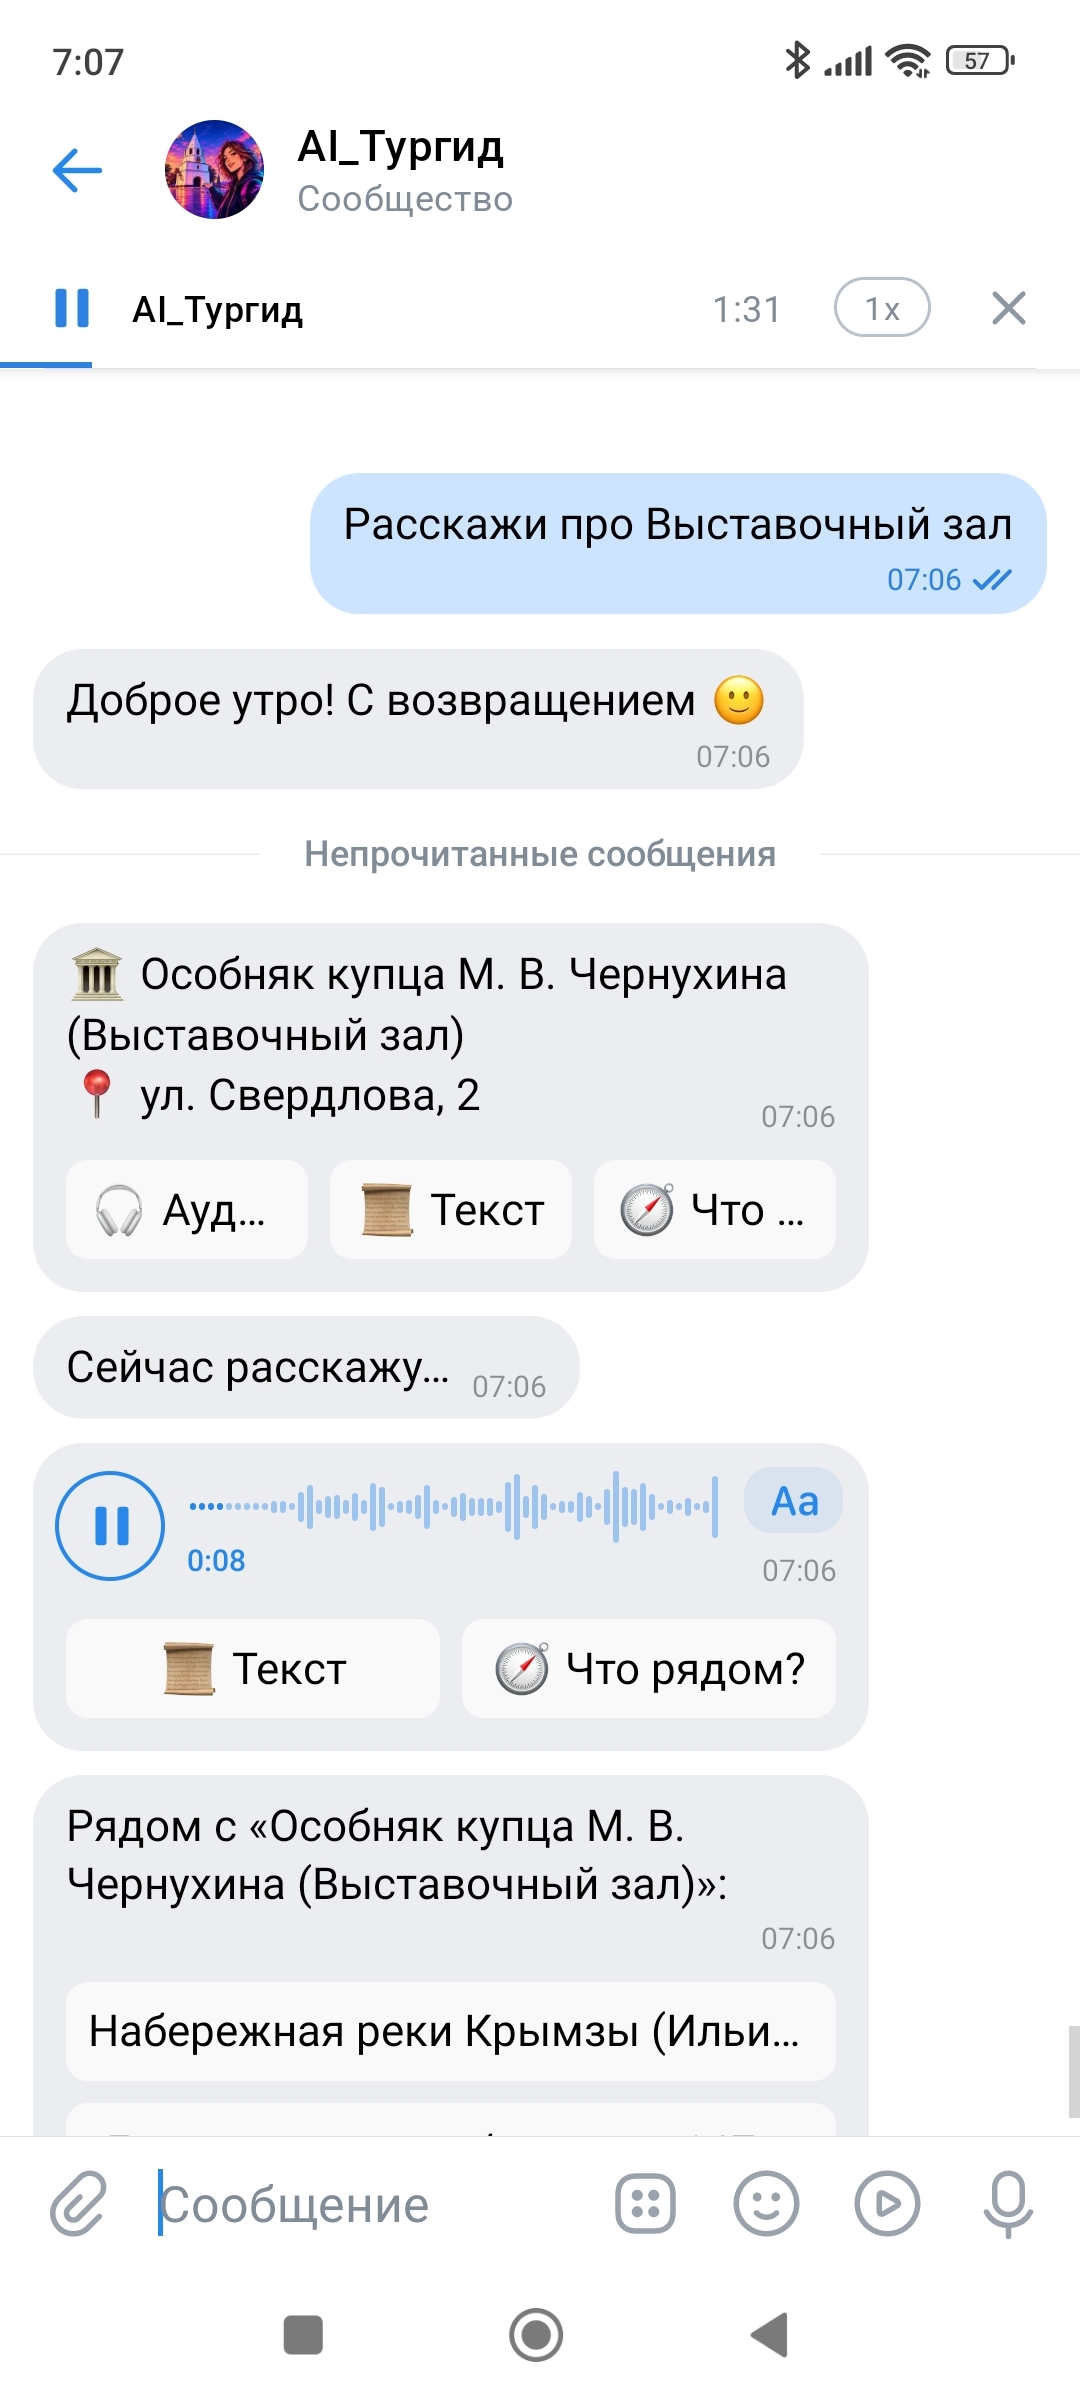 7:07
57
AI_Тургид
Сообщество
AI_Тургид
1:31
1x
Расскажи про Выставочный зал
07:06
Доброе утро! С возвращением 🙂
07:06
Непрочитанные сообщения
🏛 Особняк купца М. В. Чернухина
(Выставочный зал)
📍 ул. Свердлова, 2
07:06
🎧 Ауд...
📜 Текст
🧭 Что ...
Сейчас расскажу...
07:06
Aa
0:08
07:06
📜 Текст
🧭 Что рядом?
Рядом с «Особняк купца М. В.
Чернухина (Выставочный зал)»:
07:06
Набережная реки Крымзы (Ильи...
Сообщение